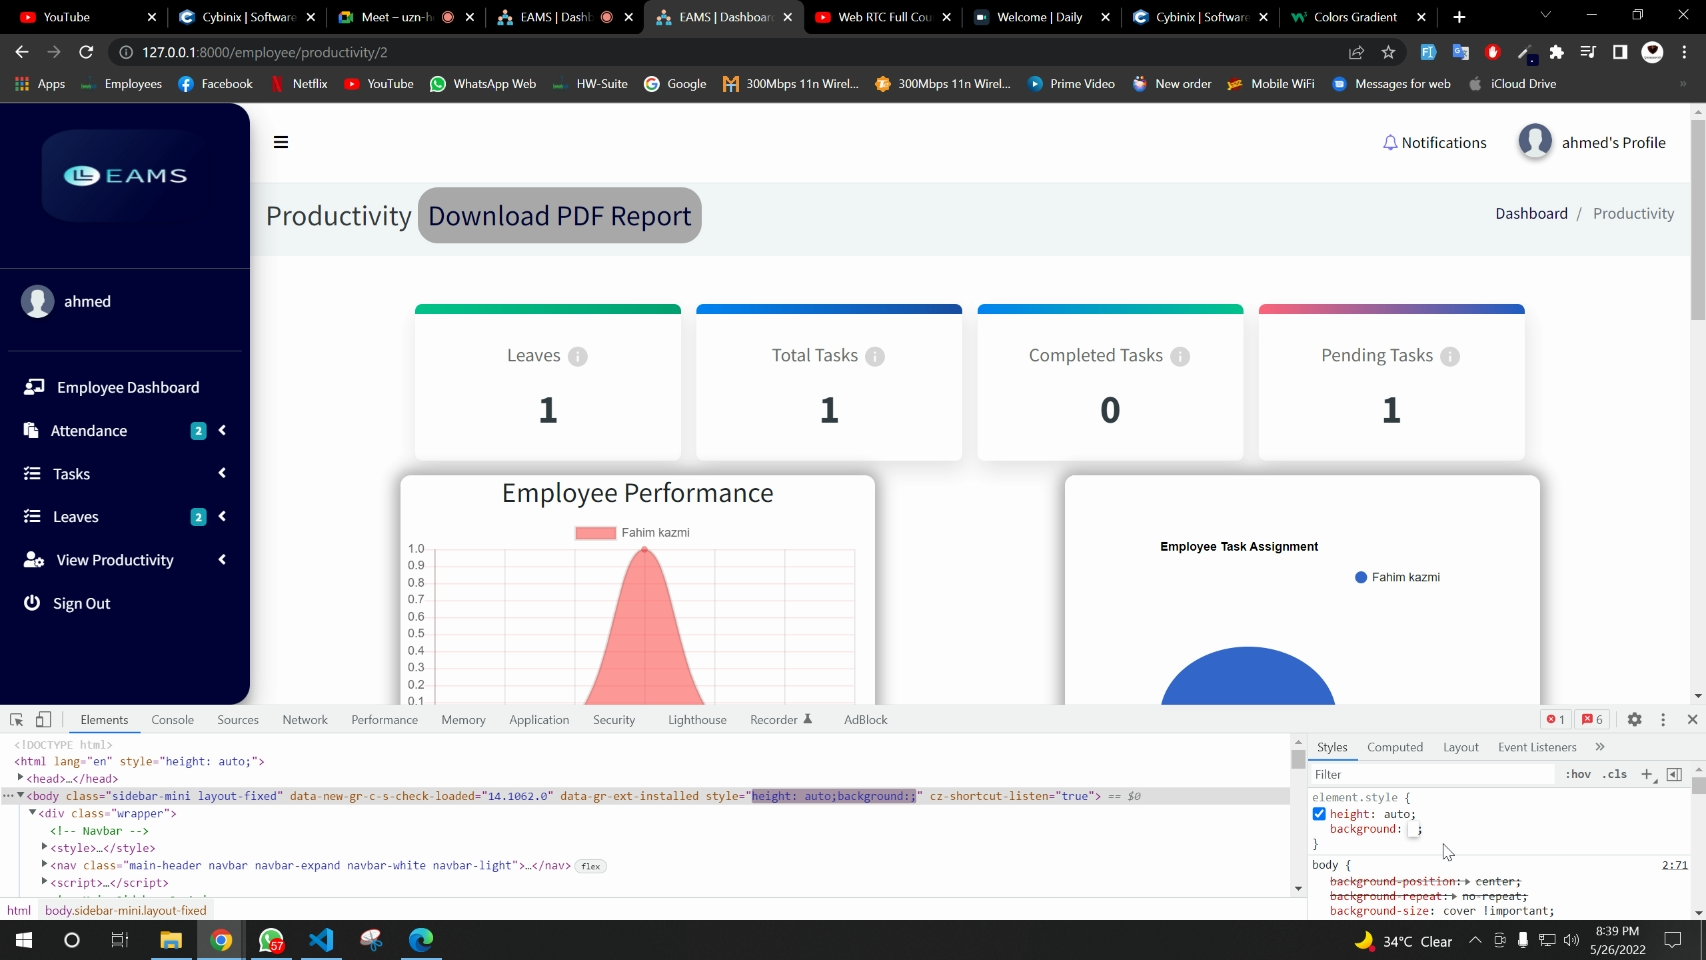 YouTube
Cybinix | Software
Meet – uzn-h
EAMS | Dashb
EAMS | Dashboard
Web RTC Full Cou
Welcome | Daily
Cybinix | Software
Colors Gradient
127.0.0.1:8000/employee/productivity/2
Apps
Employees
Facebook
Netflix
YouTube
WhatsApp Web
HW-Suite
Google
300Mbps 11n Wirel...
300Mbps 11n Wirel...
Prime Video
New order
Mobile WiFi
Messages for web
iCloud Drive
EAMS
Notifications
ahmed's Profile
Productivity
Download PDF Report
Dashboard / Productivity
ahmed
Employee Dashboard
Attendance 2
Tasks
Leaves 2
View Productivity
Sign Out
Leaves
1
Total Tasks
1
Completed Tasks
0
Pending Tasks
1
Employee Performance
Fahim kazmi
1.0
0.9
0.8
0.7
0.6
0.5
0.4
0.3
0.2
0.1
Employee Task Assignment
Fahim kazmi
Elements
Console
Sources
Network
Performance
Memory
Application
Security
Lighthouse
Recorder
AdBlock
1
6
<!DOCTYPE html>
<html lang="en" style="height: auto;">
<head>…</head>
<body class="sidebar-mini layout-fixed" data-new-gr-c-s-check-loaded="14.1062.0" data-gr-ext-installed style="height: auto;background:;" cz-shortcut-listen="true"> == $0
<div class="wrapper">
<!-- Navbar -->
<style>…</style>
<nav class="main-header navbar navbar-expand navbar-white navbar-light">…</nav> flex
<script>…</script>
html
body.sidebar-mini.layout-fixed
Styles
Computed
Layout
Event Listeners
Filter
:hov .cls
element.style {
height: auto;
background: ;
}
body {
2:71
background-position: center;
background-repeat: no-repeat;
background-size: cover !important;
57
34°C Clear
8:39 PM
5/26/2022